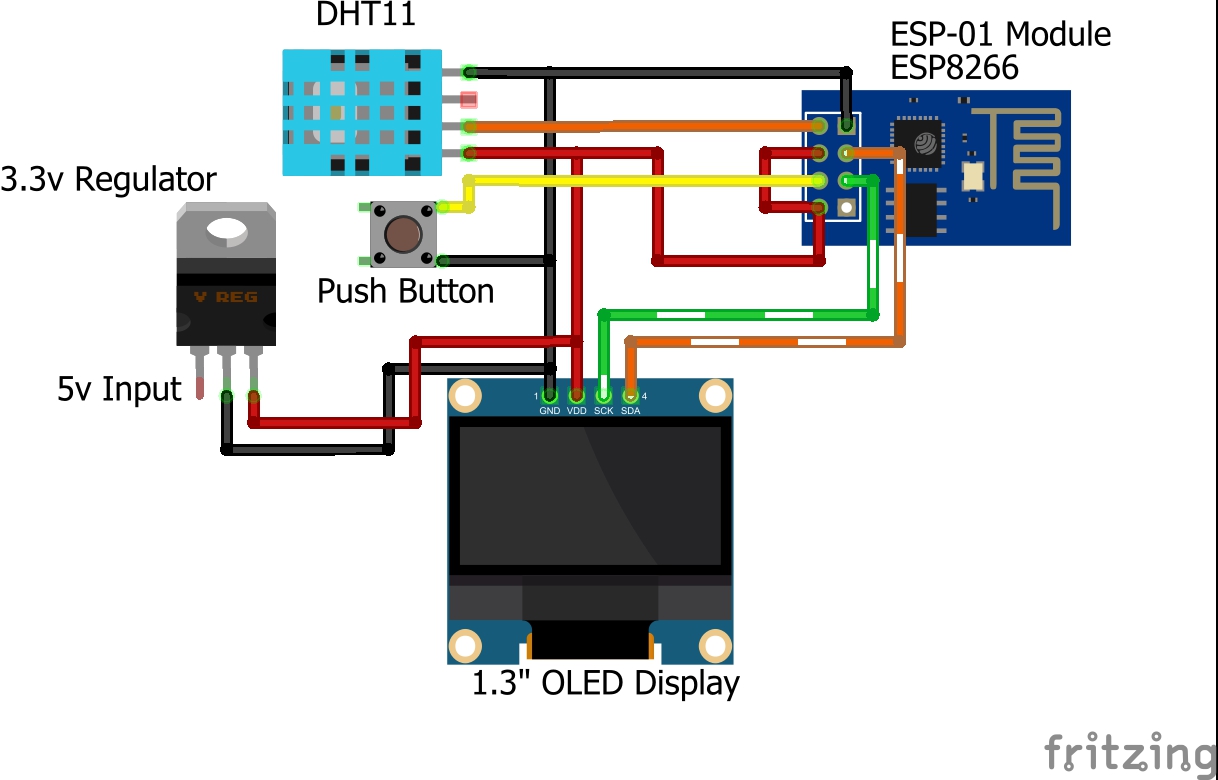 DHT11
ESP-01 Module
ESP8266
3.3v Regulator
V REG
Push Button
5v Input
1 4
GND VDD SCK SDA
1.3" OLED Display
fritzing